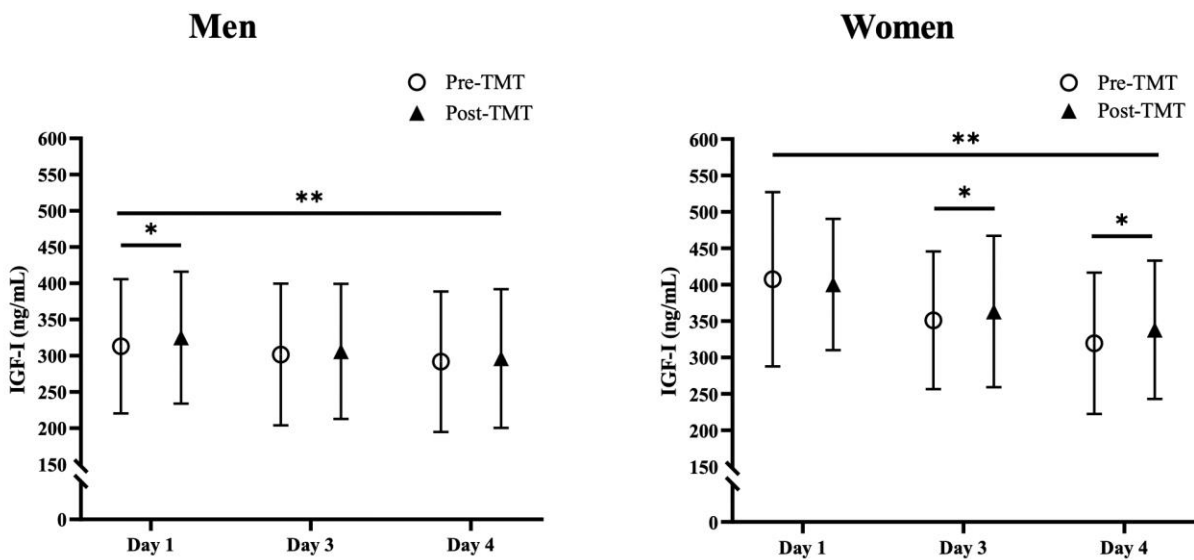 Men
Pre-TMT
Post-TMT
600
550
500
450
400
350
300
250
200
150
0
IGF-I (ng/mL)
**
*
Day 1
Day 3
Day 4
Women
Pre-TMT
Post-TMT
600
550
500
450
400
350
300
250
200
150
0
IGF-I (ng/mL)
**
*
*
Day 1
Day 3
Day 4